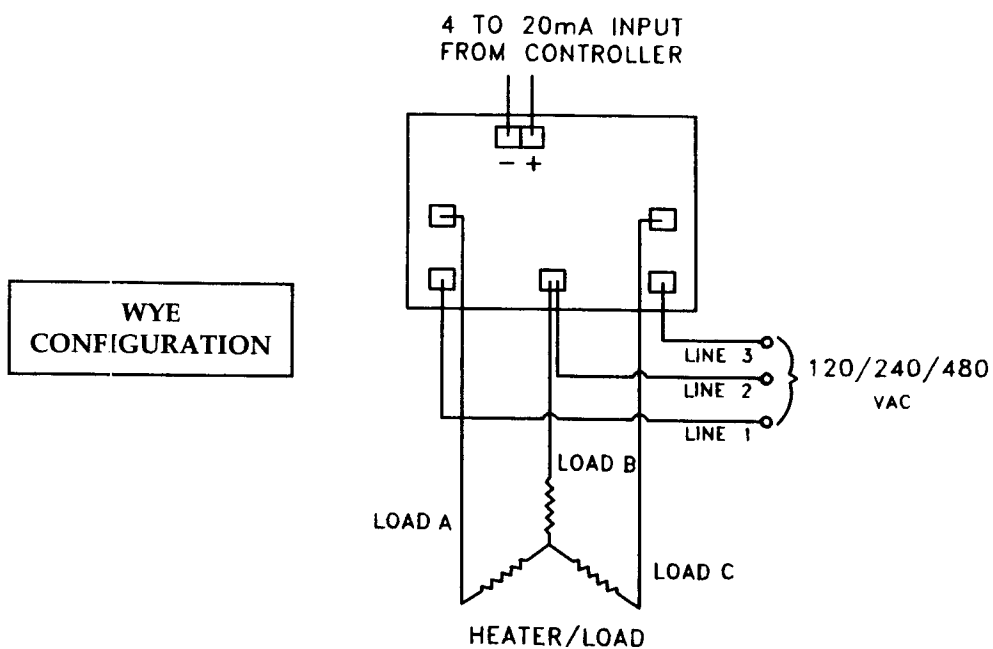 4 TO 20mA INPUT
FROM CONTROLLER
- +
WYE
CONFIGURATION
LINE 3
LINE 2
LINE 1
120/240/480
VAC
LOAD B
LOAD A
LOAD C
HEATER/LOAD